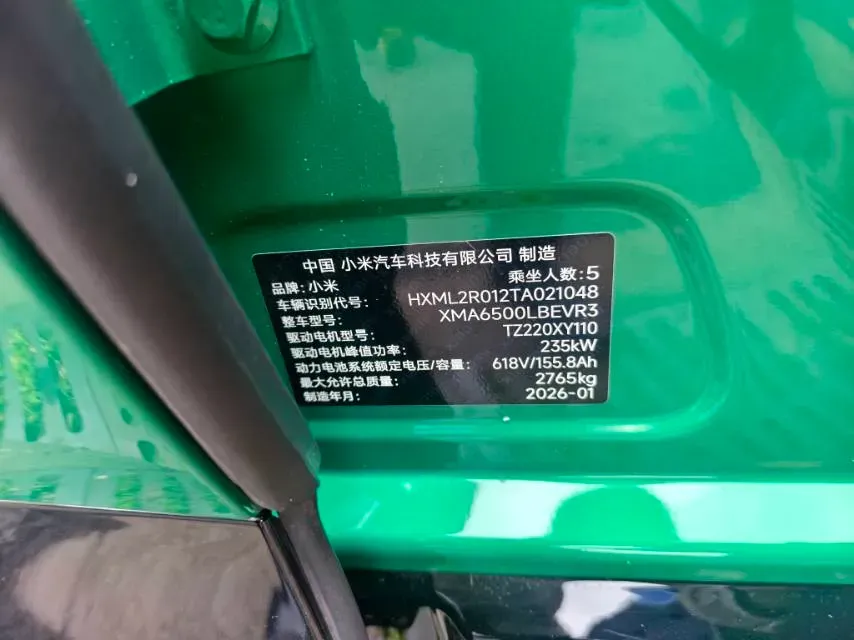 中国 小米汽车科技有限公司 制造
品牌: 小米 乘坐人数: 5
车辆识别代号: HXML2R012TA021048
整车型号: XMA6500LBEVR3
驱动电机型号: TZ220XY110
驱动电机峰值功率: 235kW
动力电池系统额定电压/容量: 618V/155.8Ah
最大允许总质量: 2765kg
制造年月: 2026-01